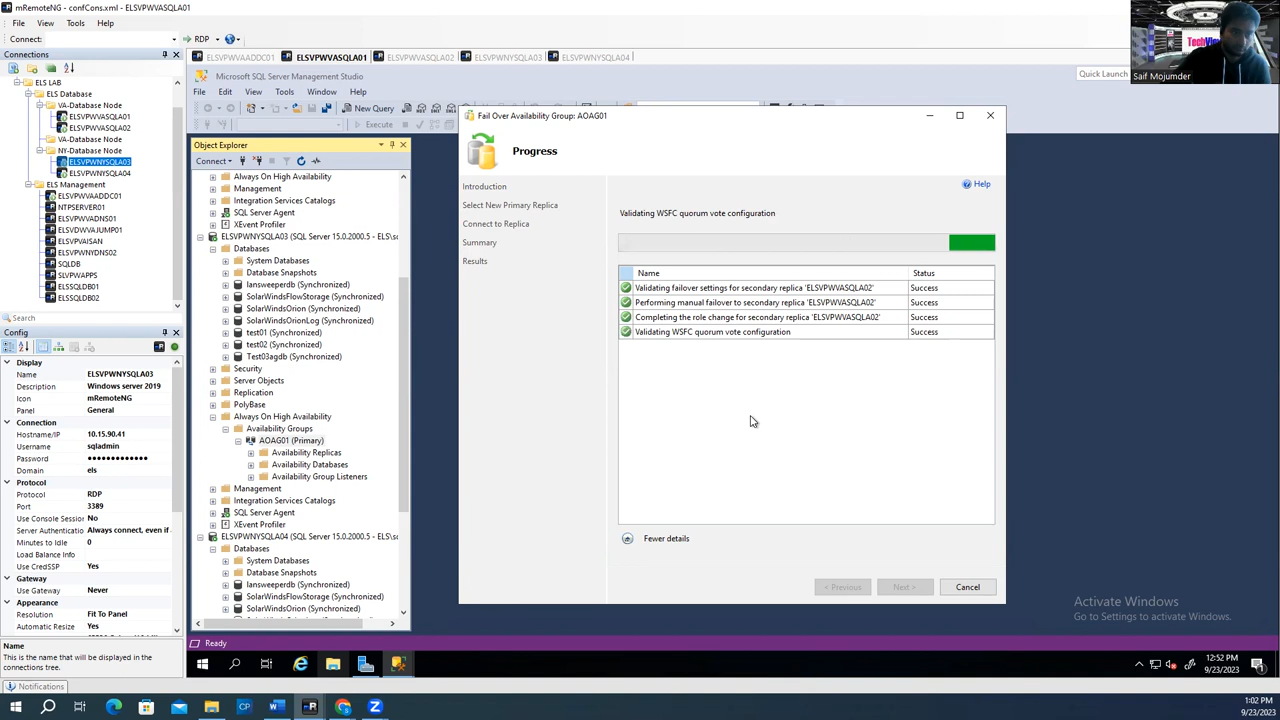 mRemoteNG - confCons.xml - ELSVPWVASQLA01
File View Tools Help
Connect: RDP
Connections
ELS LAB
ELS Database
VA-Database Node
ELSVPWVASQLA01
ELSVPWVASQLA02
VA-Database Node
NY-Database Node
ELSVPWNYSQLA03
ELSVPWNYSQLA04
ELS Management
ELSVPWVAADDC01
NTPSERVER01
ELSVPWVADNS01
ELSVDWVAJUMP01
ELSVPVAISAN
ELSVPWNYDNS02
SQLDB
SLVPWAPPS
ELSSQLDB01
ELSSQLDB02
Search
Config
Display
Name ELSVPWNYSQLA03
Description Windows server 2019
Icon mRemoteNG
Panel General
Connection
Hostname/IP 10.15.90.41
Username sqladmin
Password ●●●●●●●●●●●●
Domain els
Protocol
Protocol RDP
Port 3389
Use Console Session No
Server Authentication Always connect, even if
Minutes to Idle 0
Load Balance Info
Use CredSSP Yes
Gateway
Use Gateway Never
Appearance
Resolution Fit To Panel
Automatic Resize Yes
Name
This is the name that will be displayed in the
connections tree.
Notifications
ELSVPWVAADDC01 ELSVPWVASQLA01 ELSVPWVASQLA02 ELSVPWNYSQLA03 ELSVPWNYSQLA04
Microsoft SQL Server Management Studio
Quick Launch
File Edit View Tools Window Help
New Query
Execute
Object Explorer
Connect
Always On High Availability
Management
Integration Services Catalogs
SQL Server Agent
XEvent Profiler
ELSVPWNYSQLA03 (SQL Server 15.0.2000.5 - ELS\sc
Databases
System Databases
Database Snapshots
lansweeperdb (Synchronized)
SolarWindsFlowStorage (Synchronized)
SolarWindsOrion (Synchronized)
SolarWindsOrionLog (Synchronized)
test01 (Synchronized)
test02 (Synchronized)
Test03agdb (Synchronized)
Security
Server Objects
Replication
PolyBase
Always On High Availability
Availability Groups
AOAG01 (Primary)
Availability Replicas
Availability Databases
Availability Group Listeners
Management
Integration Services Catalogs
SQL Server Agent
XEvent Profiler
ELSVPWNYSQLA04 (SQL Server 15.0.2000.5 - ELS\sc
Databases
System Databases
Database Snapshots
lansweeperdb (Synchronized)
SolarWindsFlowStorage (Synchronized)
SolarWindsOrion (Synchronized)
Ready
Fail Over Availability Group: AOAG01
Progress
Introduction
Select New Primary Replica
Connect to Replica
Summary
Results
Help
Validating WSFC quorum vote configuration
Name Status
Validating failover settings for secondary replica 'ELSVPWVASQLA02' Success
Performing manual failover to secondary replica 'ELSVPWVASQLA02' Success
Completing the role change for secondary replica 'ELSVPWVASQLA02' Success
Validating WSFC quorum vote configuration Success
Fewer details
< Previous Next > Cancel
Activate Windows
Go to Settings to activate Windows.
12:52 PM
9/23/2023
1:02 PM
9/23/2023
Saif Mojumder